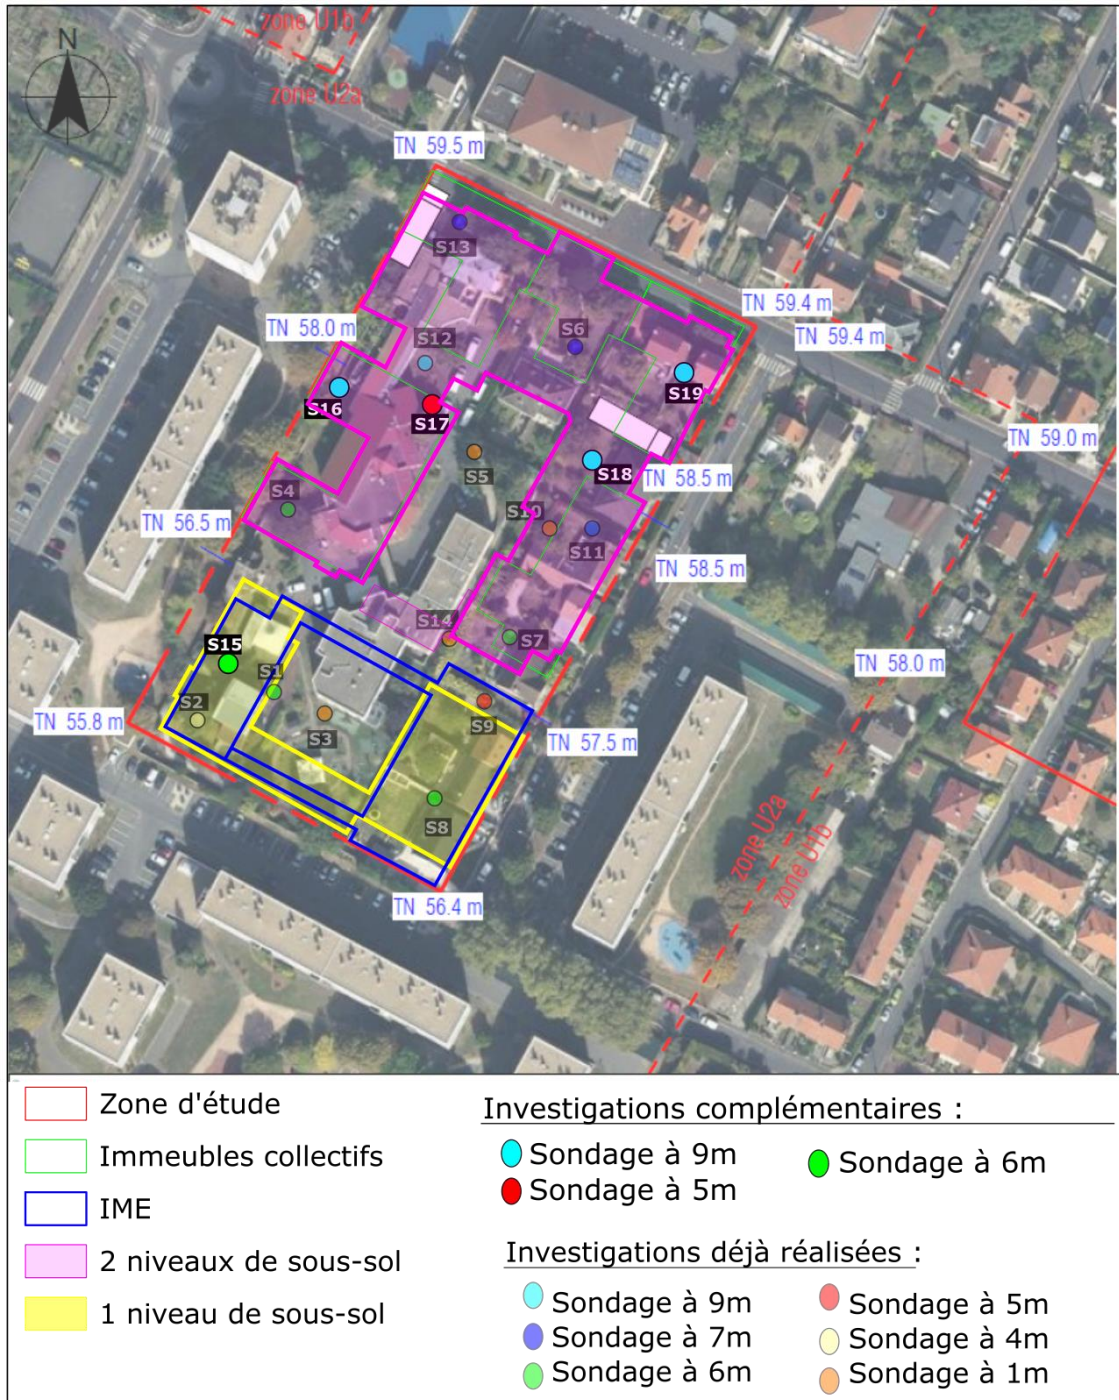 zone U1b
N
zone U2a
TN 59.5 m
S13
TN 59.4 m
TN 58.0 m
S12
S6
TN 59.4 m
S16
S17
S19
TN 59.0 m
S5
S18
TN 58.5 m
S4
TN 56.5 m
S10
S11
TN 58.5 m
S14
S7
S15
TN 58.0 m
S1
S2
TN 55.8 m
S3
S9
TN 57.5 m
S8
zone U2a
zone U1b
TN 56.4 m
Zone d'étude
Immeubles collectifs
IME
2 niveaux de sous-sol
1 niveau de sous-sol
Investigations complémentaires :
Sondage à 9m
Sondage à 6m
Sondage à 5m
Investigations déjà réalisées :
Sondage à 9m
Sondage à 5m
Sondage à 7m
Sondage à 4m
Sondage à 6m
Sondage à 1m